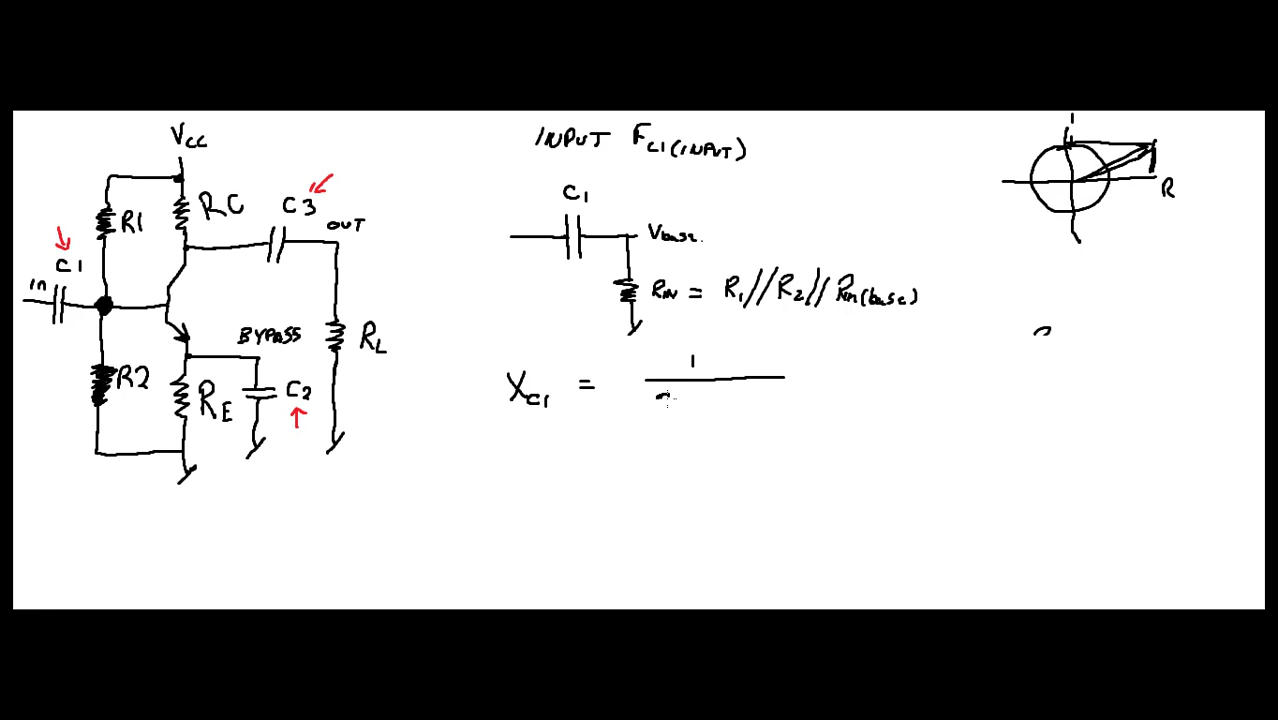 VCC
R1
RC
C3
OUT
C1
in
BYPASS
RL
R2
RE
C2
INPUT FC1(INPUT)
C1
Vbase.
RIN = R1//R2//Rin(base)
XC1 = 1
R